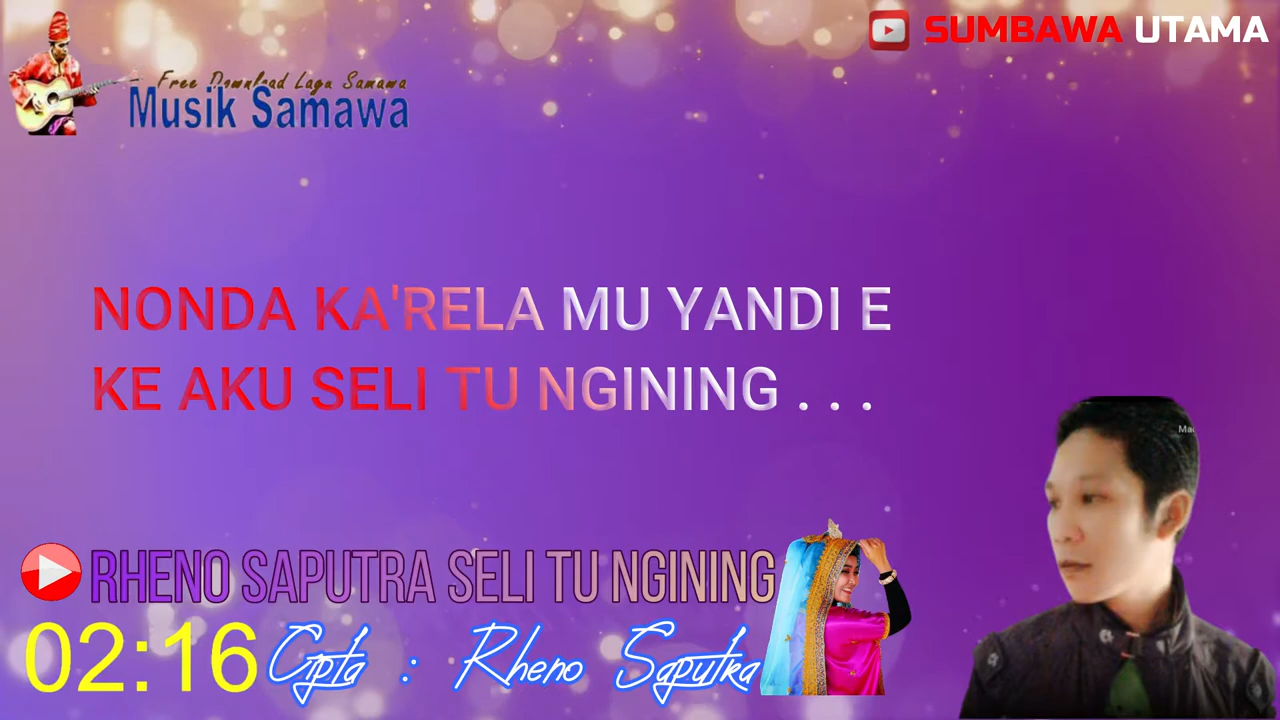 Free Download Lagu Samawa
Musik Samawa
SUMBAWA UTAMA
NONDA KA'RELA MU YANDI E
KE AKU SELI TU NGINING . . .
RHENO SAPUTRA SELI TU NGINING
02:16
Cipta : Rheno Saputra